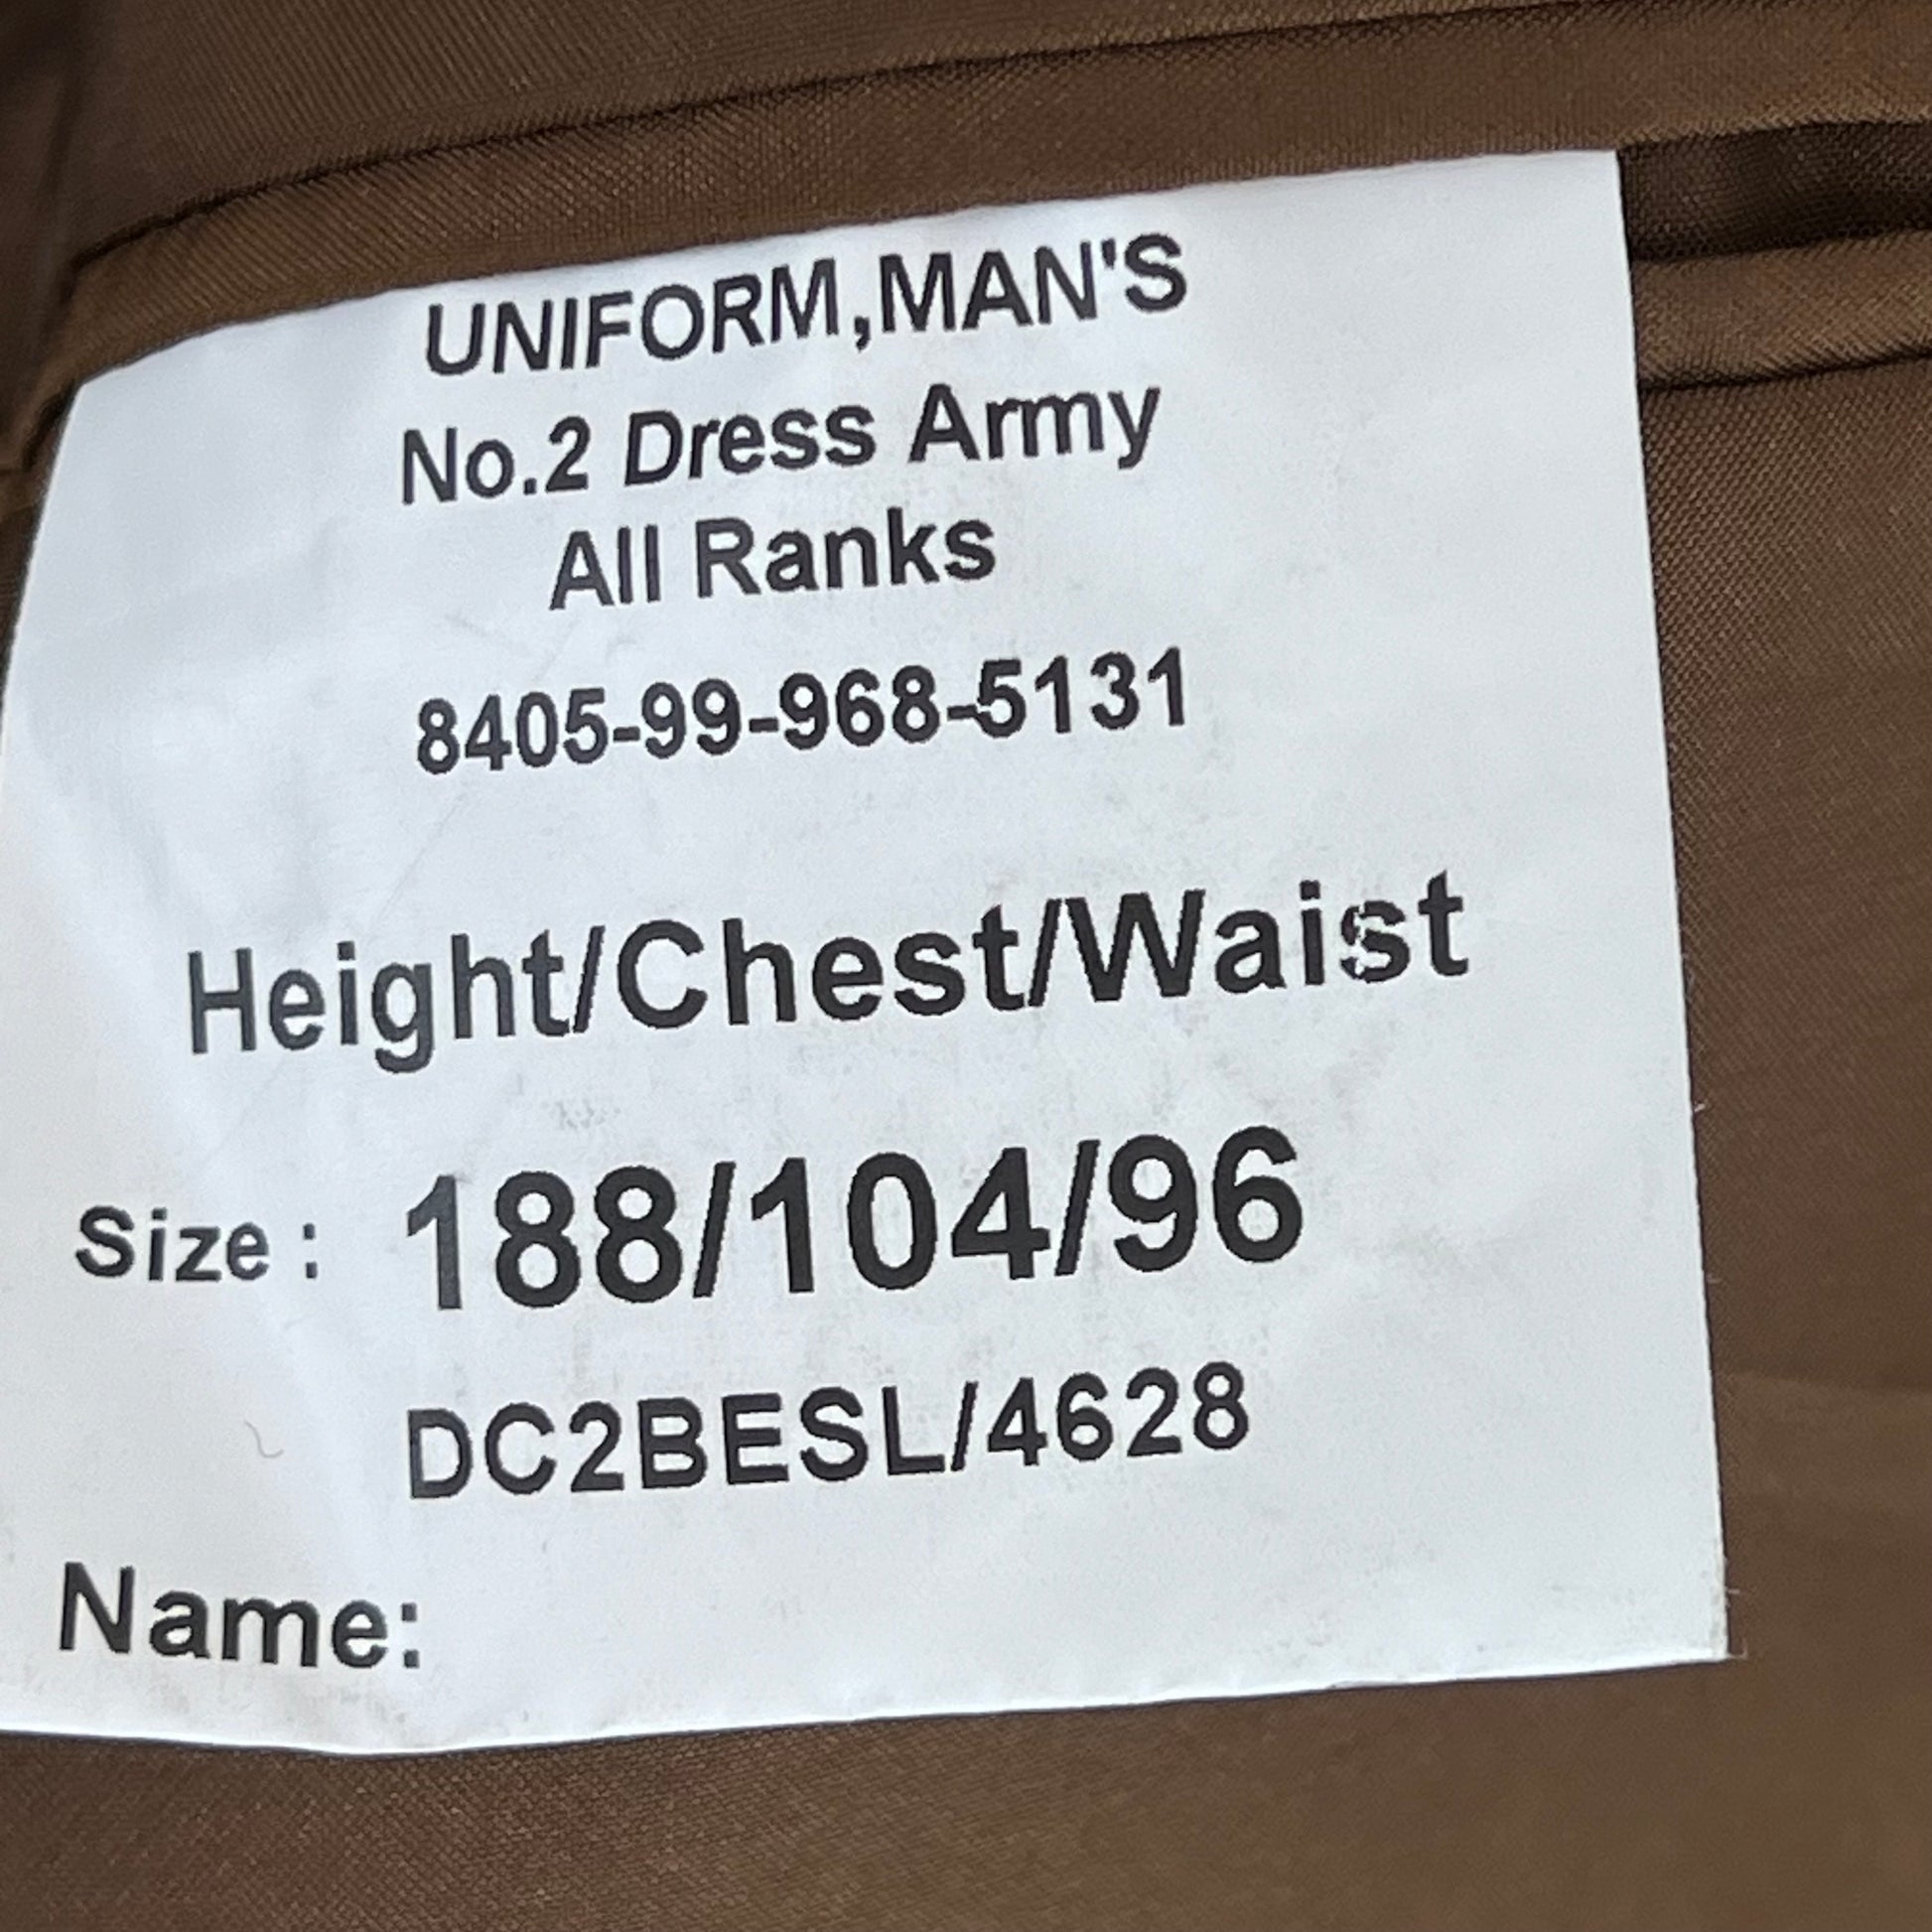 UNIFORM,MAN'S
No.2 Dress Army
All Ranks
8405-99-968-5131
Height/Chest/Waist
Size : 188/104/96
DC2BESL/4628
Name: